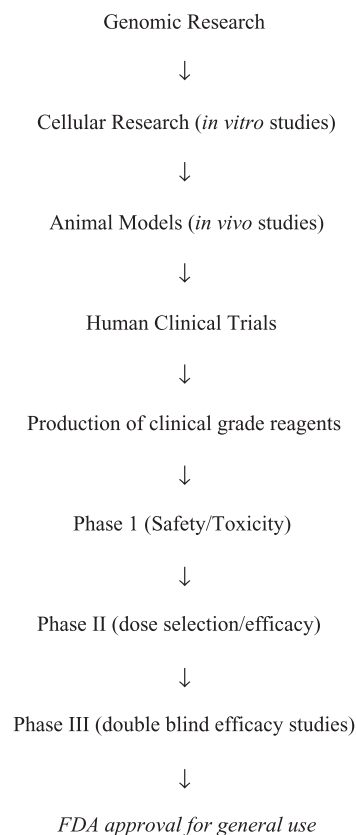 Genomic Research
↓
Cellular Research (in vitro studies)
↓
Animal Models (in vivo studies)
↓
Human Clinical Trials
↓
Production of clinical grade reagents
↓
Phase 1 (Safety/Toxicity)
↓
Phase II (dose selection/efficacy)
↓
Phase III (double blind efficacy studies)
↓
FDA approval for general use